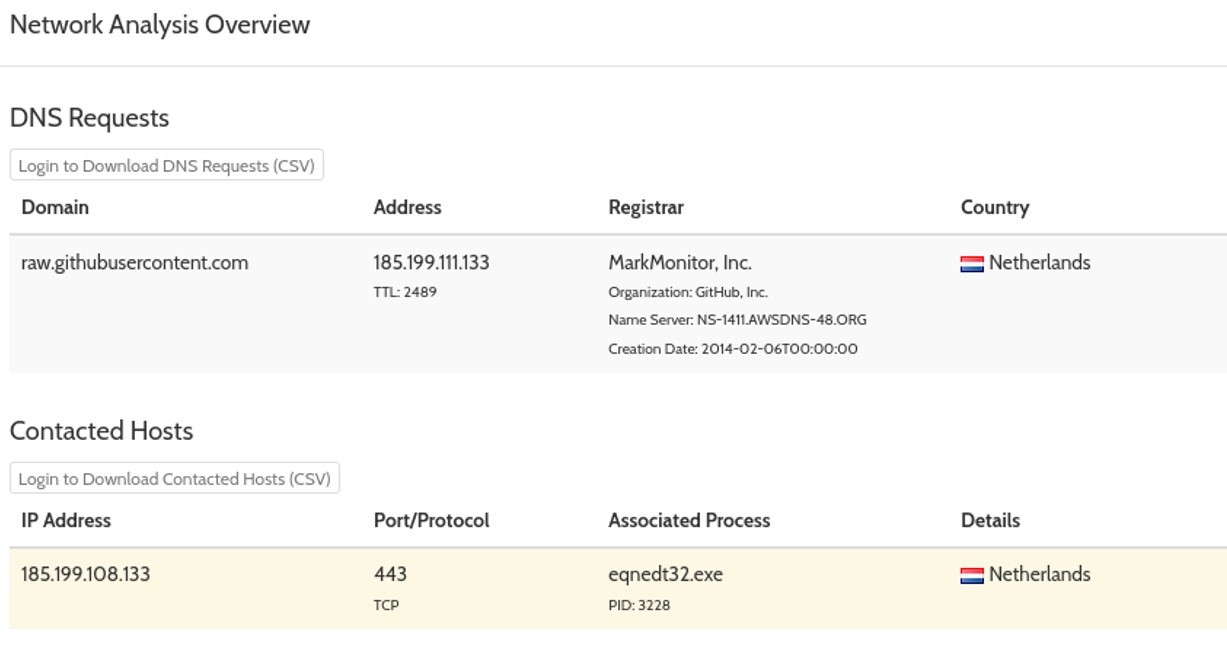 Network Analysis Overview
DNS Requests
Login to Download DNS Requests (CSV)
Domain Address Registrar Country
raw.githubusercontent.com 185.199.111.133 MarkMonitor, Inc. Netherlands
TTL: 2489 Organization: GitHub, Inc.
Name Server: NS-1411.AWSDNS-48.ORG
Creation Date: 2014-02-06T00:00:00
Contacted Hosts
Login to Download Contacted Hosts (CSV)
IP Address Port/Protocol Associated Process Details
185.199.108.133 443 eqnedt32.exe Netherlands
TCP PID: 3228